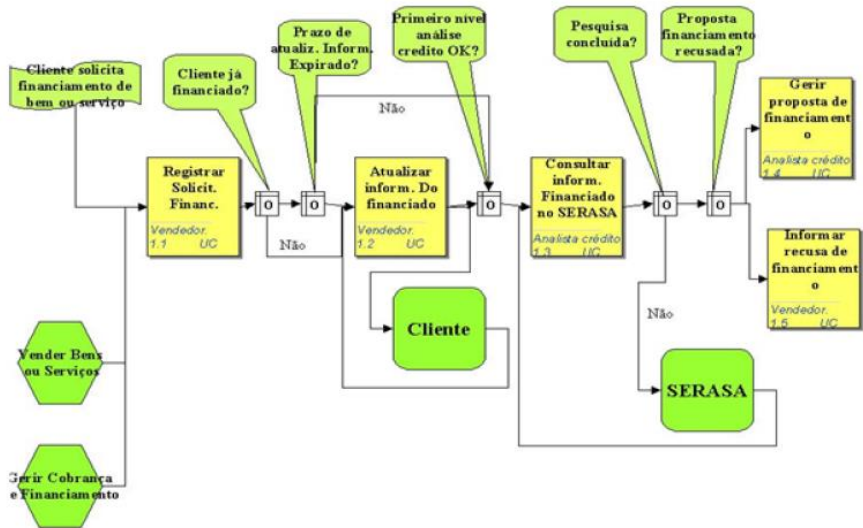 Cliente solicita
financiamento de
bem ou serviço
Cliente já
financiado?
Prazo de
atualiz. Inform.
Expirado?
Primeiro nível
análise
credito OK?
Pesquisa
concluída?
Proposta
financiamento
recusada?
Não
Registrar
Solicit.
Financ.
Vendedor.
1.1 UC
O
O
Não
Atualizar
inform. Do
financiado
Vendedor.
1.2 UC
O
Consultar
inform.
Financiado
no SERASA
Analista crédito
1.3 UC
O
O
Gerir
proposta de
financiament
o
Analista crédito
1.4 UC
Informar
recusa de
financiament
o
Vendedor.
1.5 UC
Não
Cliente
SERASA
Vender Bens
ou Serviços
Gerir Cobrança
e Financiamento